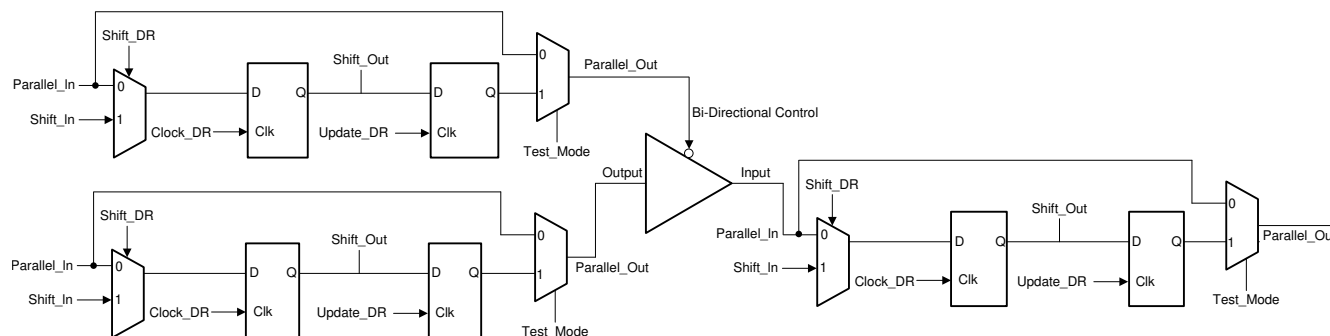 Shift_DR
Parallel_In
0
1
Shift_In
D
Q
Clk
Clock_DR
Shift_Out
Update_DR
D
Q
Clk
0
1
Test_Mode
Parallel_Out
Bi-Directional Control
Shift_DR
Parallel_In
0
1
Shift_In
D
Q
Clk
Clock_DR
Shift_Out
Update_DR
D
Q
Clk
0
1
Test_Mode
Parallel_Out
Output
Input
Shift_DR
Parallel_In
0
1
Shift_In
D
Q
Clk
Clock_DR
Shift_Out
Update_DR
D
Q
Clk
0
1
Test_Mode
Parallel_Ou